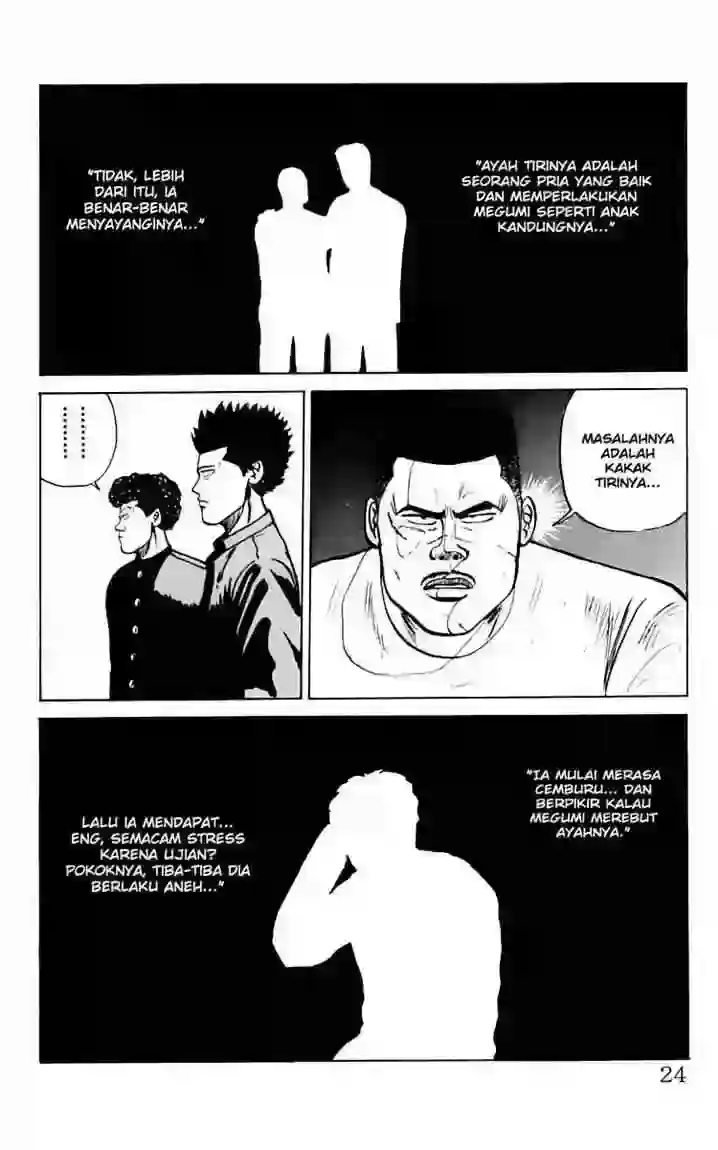 "AYAH TIRINYA ADALAH
SEORANG PRIA YANG BAIK
DAN MEMPERLAKUKAN
MEGUMI SEPERTI ANAK
KANDUNGNYA..."
"TIDAK, LEBIH
DARI ITU, IA
BENAR-BENAR
MENYAYANGINYA..."
MASALAHNYA
ADALAH
KAKAK
TIRINYA...
.........
.........
"IA MULAI MERASA
CEMBURU... DAN
BERPIKIR KALAU
MEGUMI MEREBUT
AYAHNYA."
LALU IA MENDAPAT...
ENG, SEMACAM STRESS
KARENA UJIAN?
POKOKNYA, TIBA-TIBA DIA
BERLAKU ANEH..."
24